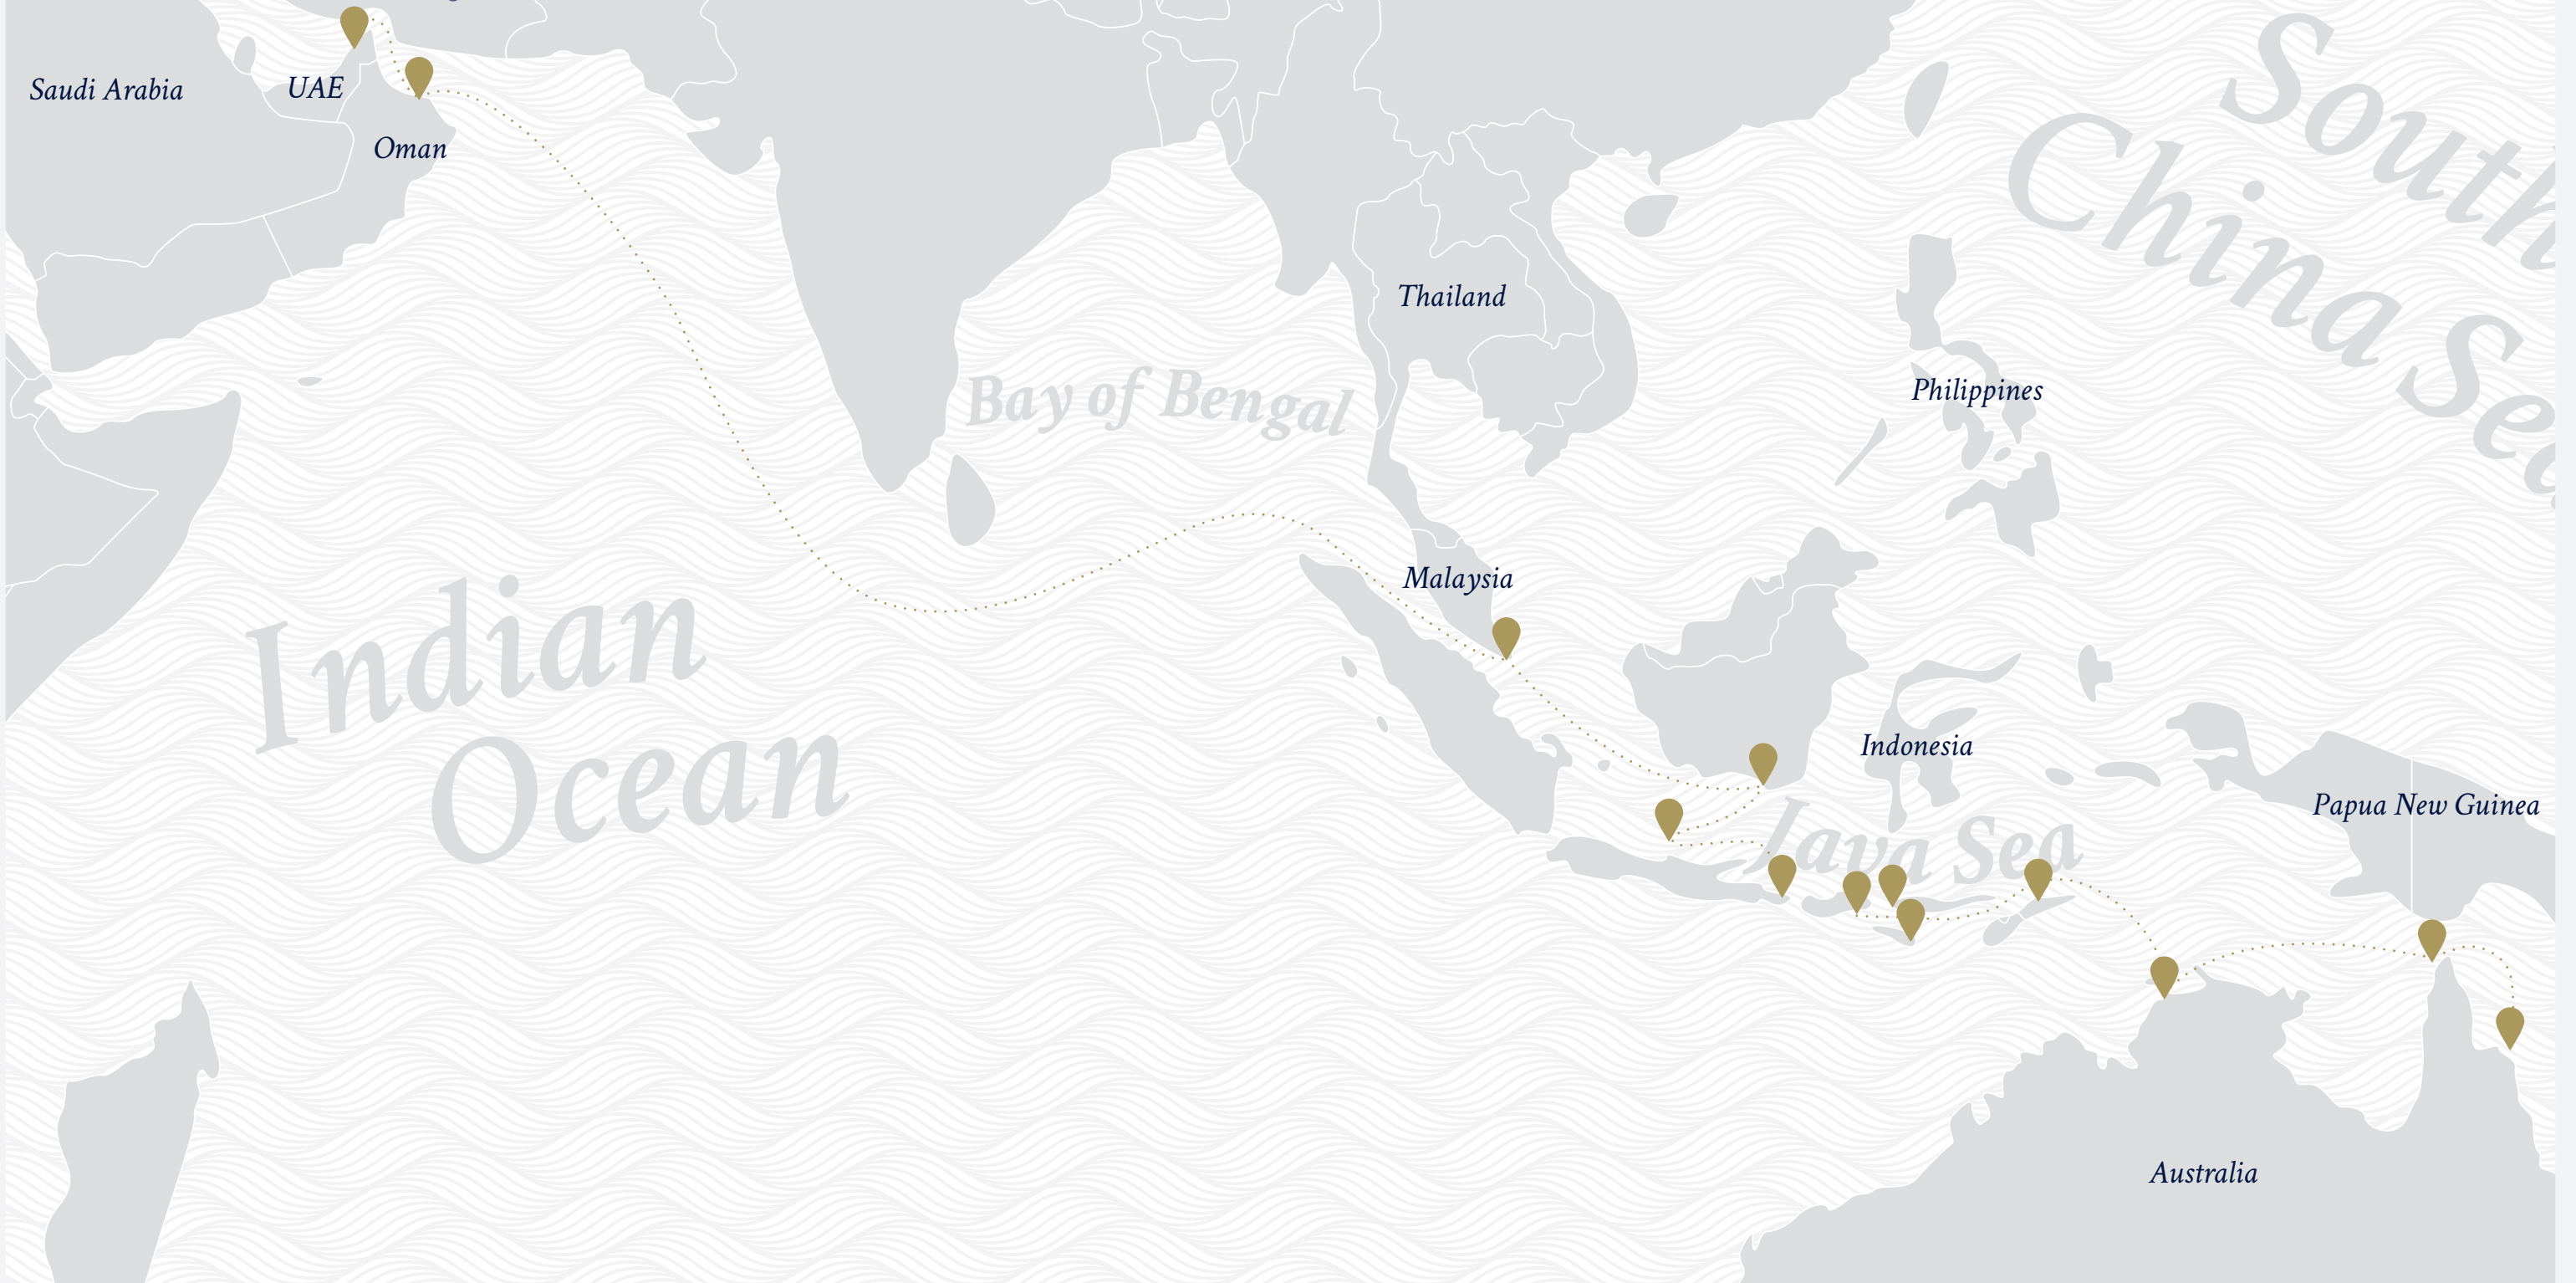 Saudi Arabia
UAE
Oman
South
China Sea
Thailand
Philippines
Bay of Bengal
Malaysia
Indian
Ocean
Indonesia
Java Sea
Papua New Guinea
Australia